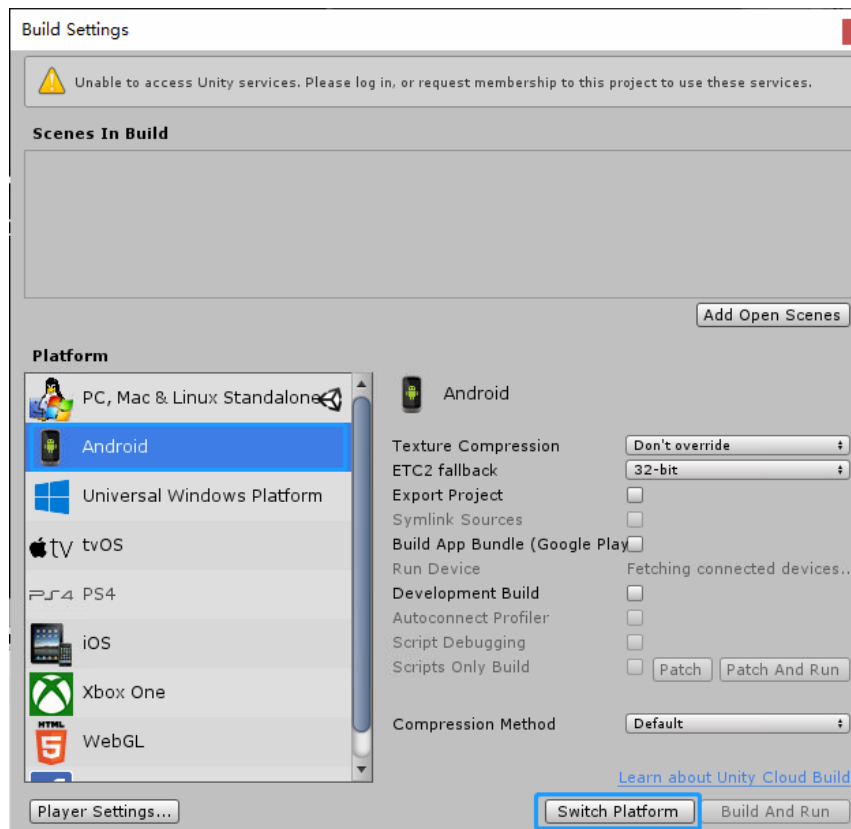 Build Settings
Unable to access Unity services. Please log in, or request membership to this project to use these services.
Scenes In Build
Add Open Scenes
Platform
PC, Mac & Linux Standalone
Android
Universal Windows Platform
tv tvOS
PS4 PS4
iOS
Xbox One
HTML
5
WebGL
Android
Texture Compression Don't override
ETC2 fallback 32-bit
Export Project
Symlink Sources
Build App Bundle (Google Play
Run Device Fetching connected devices..
Development Build
Autoconnect Profiler
Script Debugging
Scripts Only Build Patch Patch And Run
Compression Method Default
Learn about Unity Cloud Build
Player Settings... Switch Platform Build And Run